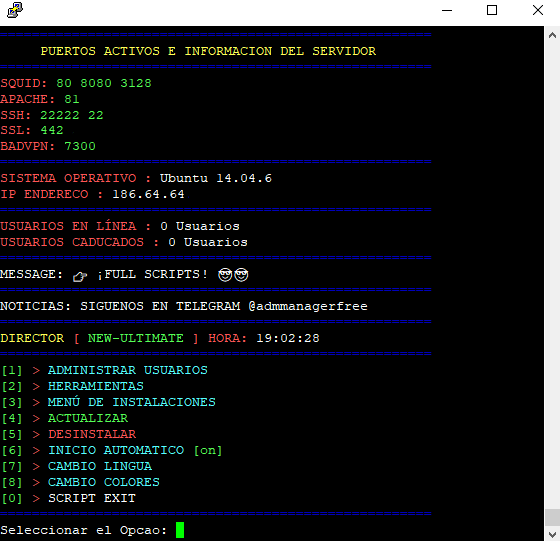 PUERTOS ACTIVOS E INFORMACION DEL SERVIDOR
SQUID: 80 8080 3128
APACHE: 81
SSH: 22222 22
SSL: 442
BADVPN: 7300
SISTEMA OPERATIVO : Ubuntu 14.04.6
IP ENDERECO : 186.64.64
USUARIOS EN LÍNEA : 0 Usuarios
USUARIOS CADUCADOS : 0 Usuarios
MESSAGE: 👉 ¡FULL SCRIPTS! 😎😎
NOTICIAS: SIGUENOS EN TELEGRAM @admmanagerfree
DIRECTOR [ NEW-ULTIMATE ] HORA: 19:02:28
[1] > ADMINISTRAR USUARIOS
[2] > HERRAMIENTAS
[3] > MENÚ DE INSTALACIONES
[4] > ACTUALIZAR
[5] > DESINSTALAR
[6] > INICIO AUTOMATICO [on]
[7] > CAMBIO LINGUA
[8] > CAMBIO COLORES
[0] > SCRIPT EXIT
Seleccionar el Opcao: